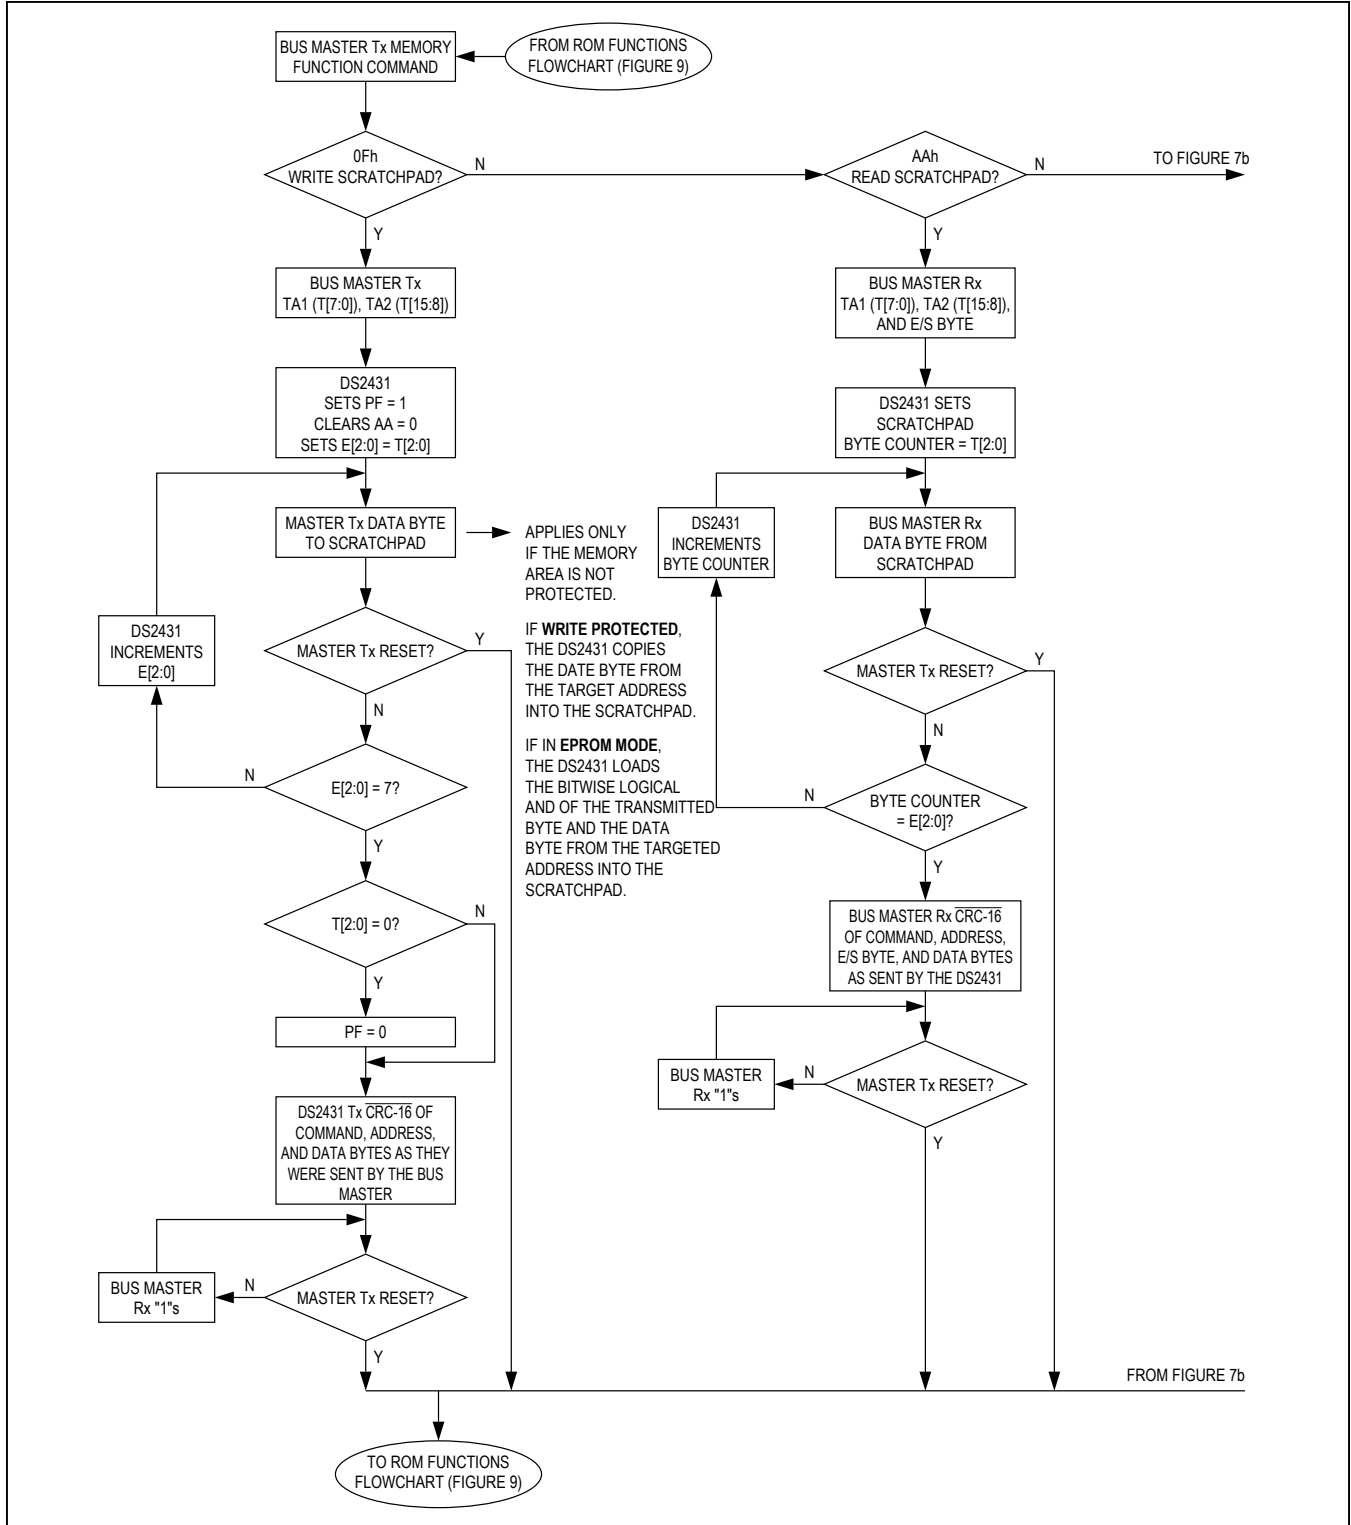 BUS MASTER Tx MEMORY
FUNCTION COMMAND
FROM ROM FUNCTIONS
FLOWCHART (FIGURE 9)
0Fh
WRITE SCRATCHPAD?
N
Y
AAh
READ SCRATCHPAD?
N
Y
TO FIGURE 7b
BUS MASTER Tx
TA1 (T[7:0]), TA2 (T[15:8])
DS2431
SETS PF = 1
CLEARS AA = 0
SETS E[2:0] = T[2:0]
MASTER Tx DATA BYTE
TO SCRATCHPAD
APPLIES ONLY
IF THE MEMORY
AREA IS NOT
PROTECTED.
IF WRITE PROTECTED,
THE DS2431 COPIES
THE DATE BYTE FROM
THE TARGET ADDRESS
INTO THE SCRATCHPAD.
IF IN EPROM MODE,
THE DS2431 LOADS
THE BITWISE LOGICAL
AND OF THE TRANSMITTED
BYTE AND THE DATA
BYTE FROM THE TARGETED
ADDRESS INTO THE
SCRATCHPAD.
DS2431
INCREMENTS
E[2:0]
MASTER Tx RESET?
Y
N
E[2:0] = 7?
N
Y
T[2:0] = 0?
N
Y
PF = 0
DS2431 Tx CRC-16 OF
COMMAND, ADDRESS,
AND DATA BYTES AS THEY
WERE SENT BY THE BUS
MASTER
BUS MASTER
Rx "1"s
N
MASTER Tx RESET?
Y
BUS MASTER Rx
TA1 (T[7:0]), TA2 (T[15:8]),
AND E/S BYTE
DS2431 SETS
SCRATCHPAD
BYTE COUNTER = T[2:0]
DS2431
INCREMENTS
BYTE COUNTER
BUS MASTER Rx
DATA BYTE FROM
SCRATCHPAD
MASTER Tx RESET?
Y
N
BYTE COUNTER
= E[2:0]?
N
Y
BUS MASTER Rx CRC-16
OF COMMAND, ADDRESS,
E/S BYTE, AND DATA BYTES
AS SENT BY THE DS2431
BUS MASTER
Rx "1"s
N
MASTER Tx RESET?
Y
FROM FIGURE 7b
TO ROM FUNCTIONS
FLOWCHART (FIGURE 9)